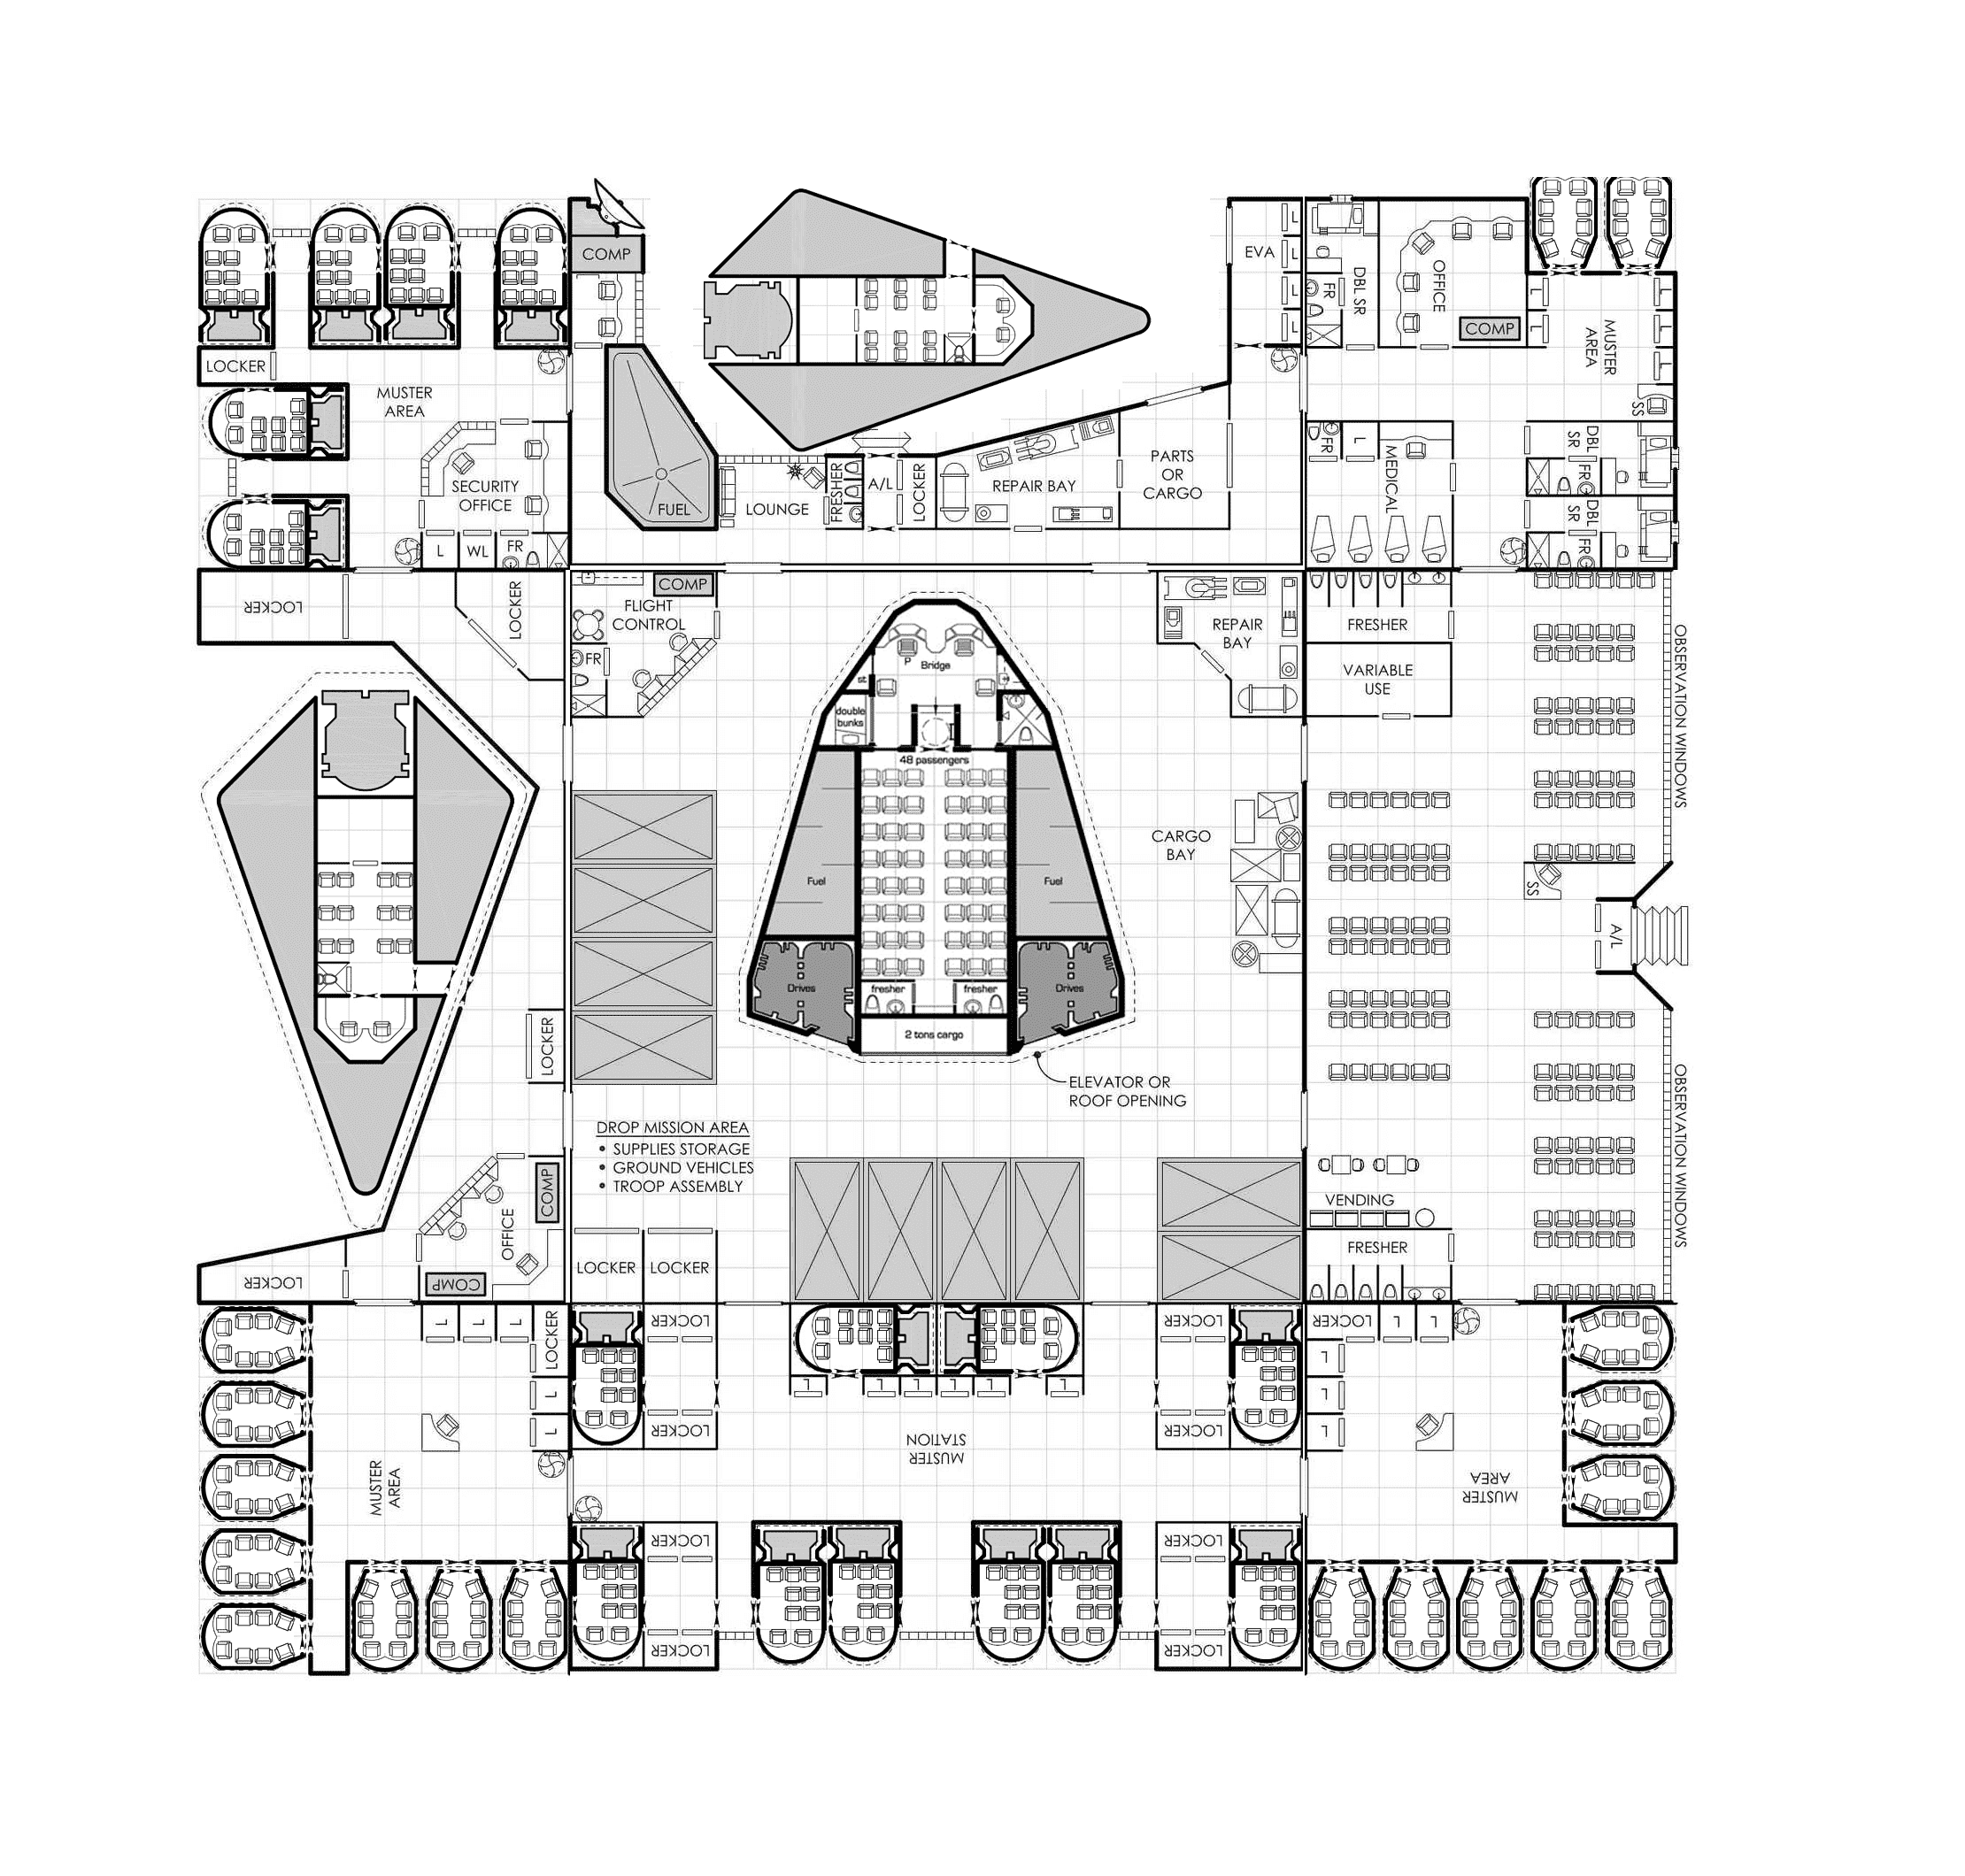 COMP
EVA
L
L
L
L
FR
DBL SR
OFFICE
COMP
L
L
L
L
L
MUSTER
AREA
SS
LOCKER
MUSTER
AREA
SECURITY
OFFICE
L
WL
FR
FUEL
LOUNGE
FRESHER
A/L
LOCKER
REPAIR BAY
PARTS
OR
CARGO
FR
L
MEDICAL
DBL
SR
FR
DBL
SR
FR
LOCKER
LOCKER
COMP
FLIGHT
CONTROL
FR
REPAIR
BAY
FRESHER
VARIABLE
USE
OBSERVATION WINDOWS
P
Bridge
st
double
bunks
48 passengers
Fuel
Fuel
Drives
Drives
fresher
fresher
2 tons cargo
CARGO
BAY
SS
A/L
LOCKER
ELEVATOR OR
ROOF OPENING
DROP MISSION AREA
• SUPPLIES STORAGE
• GROUND VEHICLES
• TROOP ASSEMBLY
OBSERVATION WINDOWS
COMP
OFFICE
COMP
LOCKER
LOCKER
LOCKER
VENDING
FRESHER
L
L
L
LOCKER
L
L
MUSTER
AREA
LOCKER
LOCKER
L
L
L
L
L
L
MUSTER
STATION
LOCKER
LOCKER
LOCKER
L
L
L
L
L
MUSTER
AREA
LOCKER
LOCKER
LOCKER
LOCKER